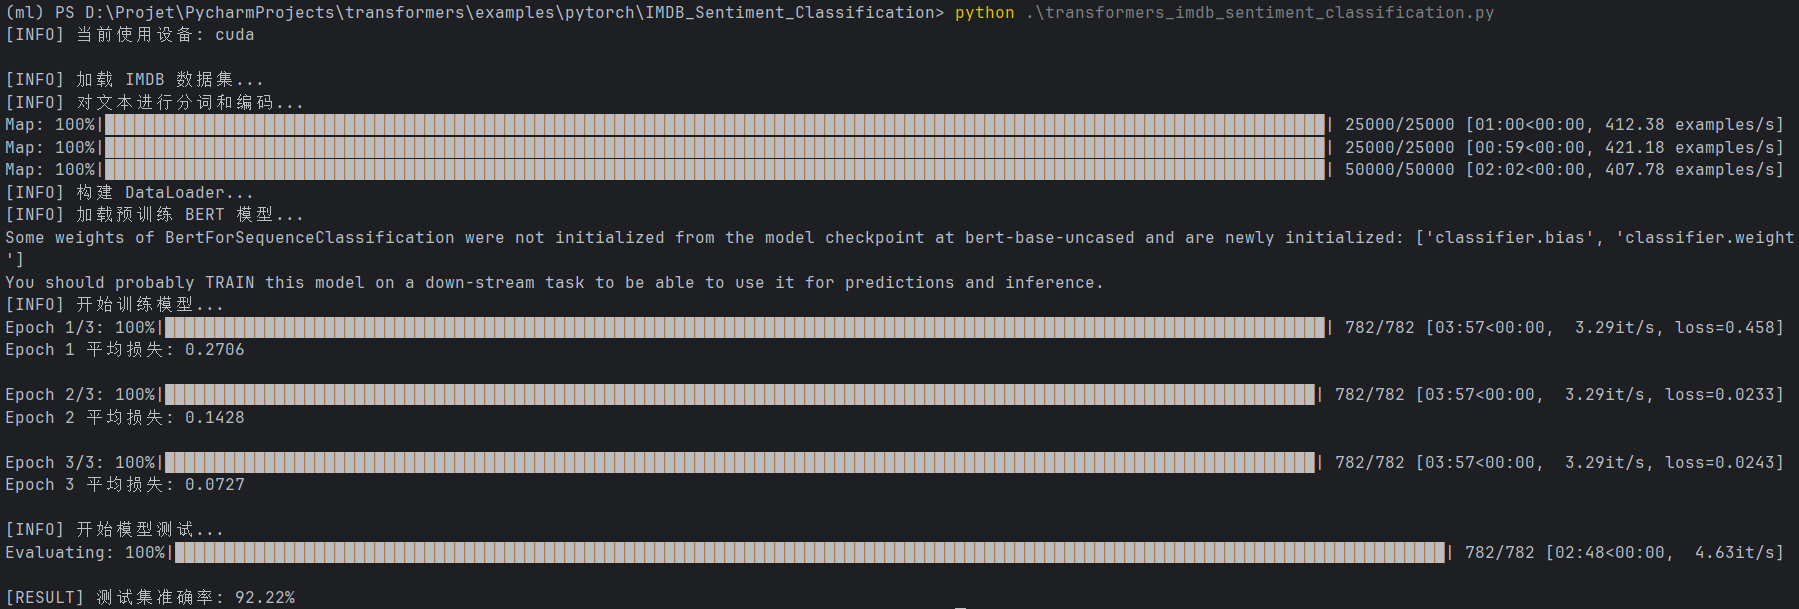 (ml) PS D:\Projet\PycharmProjects\transformers\examples\pytorch\IMDB_Sentiment_Classification> python .\transformers_imdb_sentiment_classification.py
[INFO] 当前使用设备: cuda
[INFO] 加载 IMDB 数据集...
[INFO] 对文本进行分词和编码...
Map: 100%| | 25000/25000 [01:00<00:00, 412.38 examples/s]
Map: 100%| | 25000/25000 [00:59<00:00, 421.18 examples/s]
Map: 100%| | 50000/50000 [02:02<00:00, 407.78 examples/s]
[INFO] 构建 DataLoader...
[INFO] 加载预训练 BERT 模型...
Some weights of BertForSequenceClassification were not initialized from the model checkpoint at bert-base-uncased and are newly initialized: ['classifier.bias', 'classifier.weight
']
You should probably TRAIN this model on a down-stream task to be able to use it for predictions and inference.
[INFO] 开始训练模型...
Epoch 1/3: 100%| | 782/782 [03:57<00:00,  3.29it/s, loss=0.458]
Epoch 1 平均损失: 0.2706
Epoch 2/3: 100%| | 782/782 [03:57<00:00,  3.29it/s, loss=0.0233]
Epoch 2 平均损失: 0.1428
Epoch 3/3: 100%| | 782/782 [03:57<00:00,  3.29it/s, loss=0.0243]
Epoch 3 平均损失: 0.0727
[INFO] 开始模型测试...
Evaluating: 100%| | 782/782 [02:48<00:00,  4.63it/s]
[RESULT] 测试集准确率: 92.22%